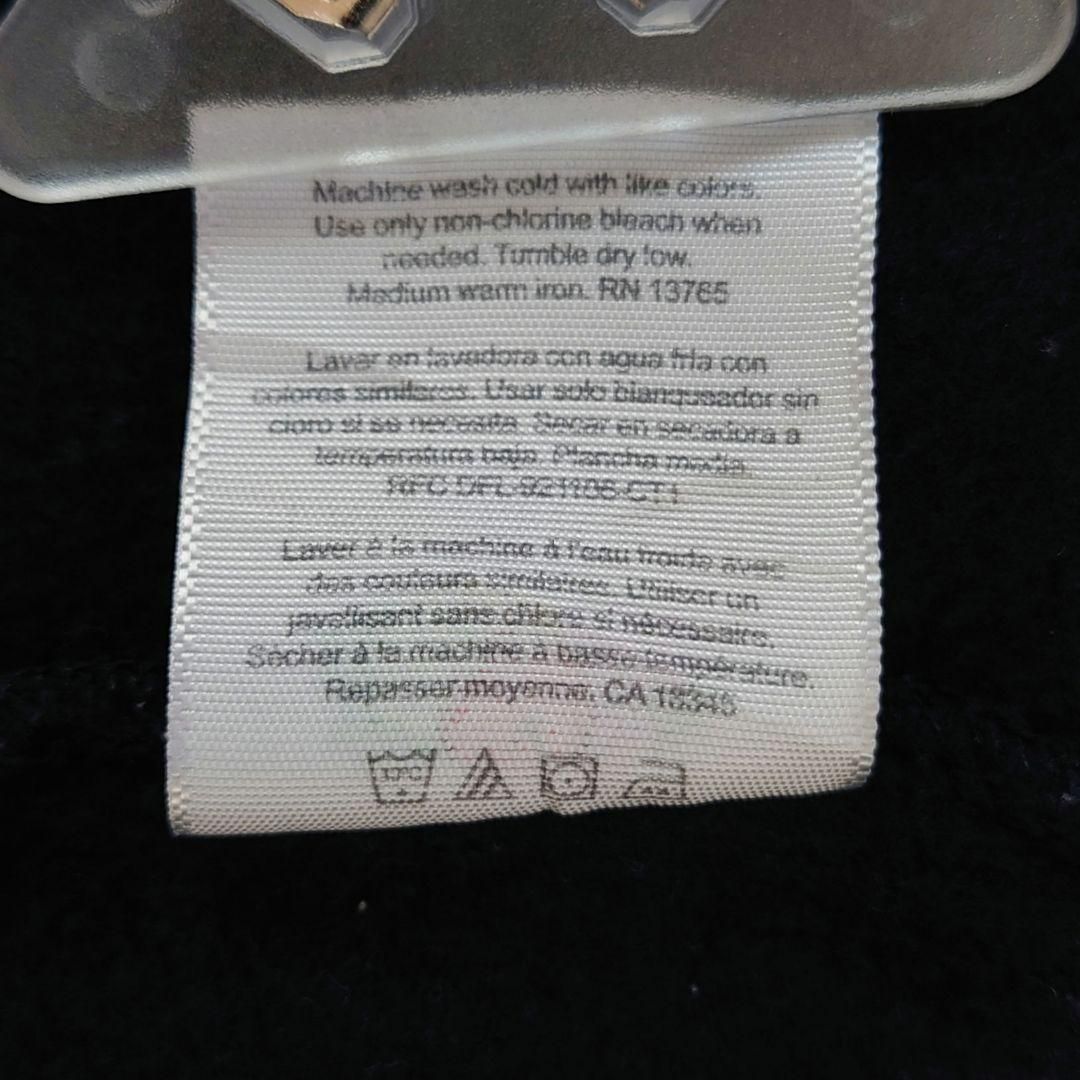 Machine wash cold with like colors.
Use only non-chlorine bleach when
needed. Tumble dry low.
Medium warm iron. RN 13765
Lavar en lavadora con agua fria con
colores similares. Usar solo blanqueador sin
cloro si se necesita. Secar en secadora a
temperatura baja. Plancha media.
RFC DFL-921106-CT1
Laver à la machine à l'eau froide avec
des couleurs similaires. Utiliser un
javellisant sans chlore si nécessaire.
Sécher à la machine à basse température.
Repasser moyenne. CA 18345
30°C